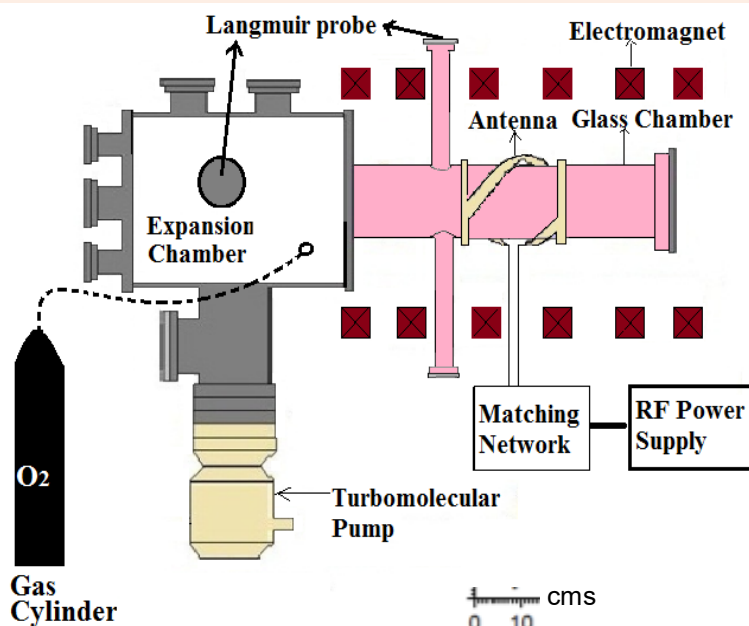 Langmuir probe
Electromagnet
Antenna
Glass Chamber
Expansion
Chamber
Matching
Network
RF Power
Supply
O2
Turbomolecular
Pump
Gas
Cylinder
cms
0 10